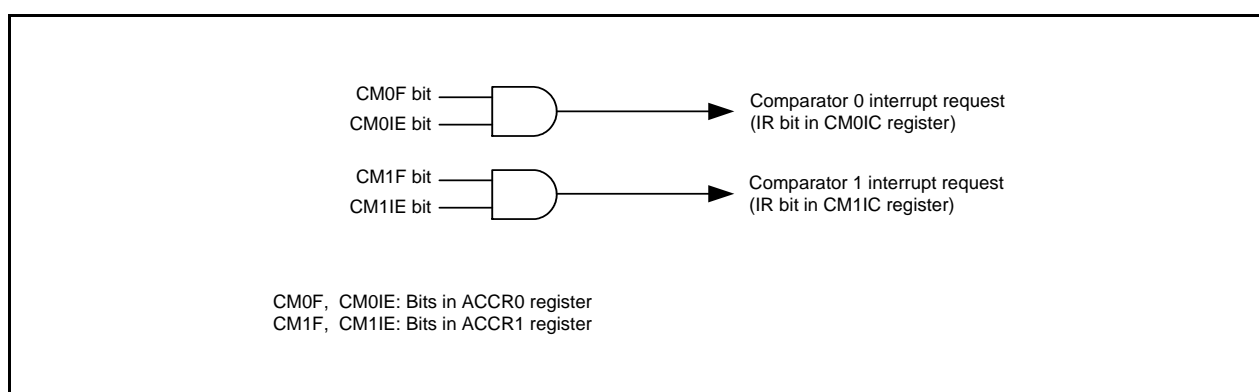 CM0F bit
CM0IE bit
Comparator 0 interrupt request
(IR bit in CM0IC register)
CM1F bit
CM1IE bit
Comparator 1 interrupt request
(IR bit in CM1IC register)
CM0F, CM0IE: Bits in ACCR0 register
CM1F, CM1IE: Bits in ACCR1 register